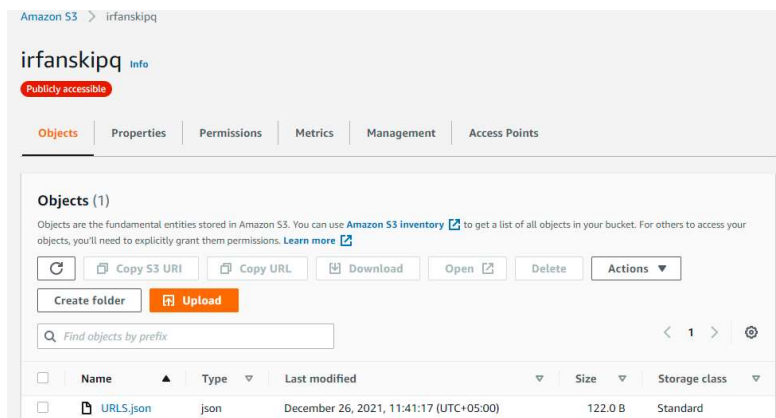 Amazon S3 > irfanskipq
irfanskipq Info
Publicly accessible
Objects Properties Permissions Metrics Management Access Points
Objects (1)
Objects are the fundamental entities stored in Amazon S3. You can use Amazon S3 inventory to get a list of all objects in your bucket. For others to access your
objects, you'll need to explicitly grant them permissions. Learn more
Copy S3 URI Copy URL Download Open Delete Actions
Create folder Upload
Find objects by prefix < 1 >
Name Type Last modified Size Storage class
URLS.json json December 26, 2021, 11:41:17 (UTC+05:00) 122.0 B Standard